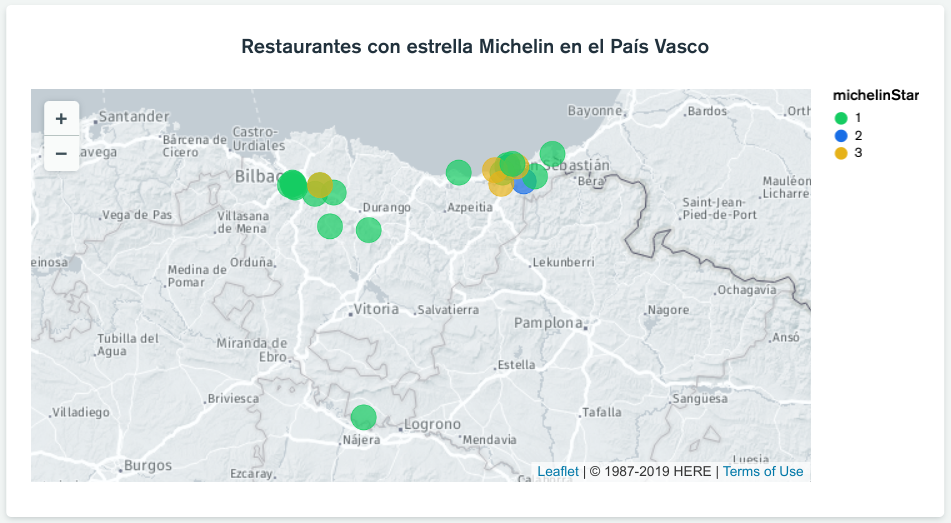 Restaurantes con estrella Michelin en el País Vasco
+
−
michelinStar
1
2
3
Santander
Bayonne
Bardos
Orth
Bárcena de
Cicero
Castro-
Urdiales
avega
Bilbao
n Sebastián
Bera
Mauléon
Licharre
Vega de Pas
Villasana
de Mena
Durango
Azpeitia
Saint-Jean-
Pied-de-Port
einosa
Medina de
Pomar
Orduña
Lekunberri
Ochagavía
Vitoria
Salvatierra
Pamplona
Nagore
Tubilla del
Agua
Miranda de
Ebro
Ansó
Estella
Briviesca
Sangüesa
Villadiego
Logrono
Tafalla
Nájera
Mendavia
Burgos
Ezcaray
Luesia
Leaflet | © 1987-2019 HERE | Terms of Use